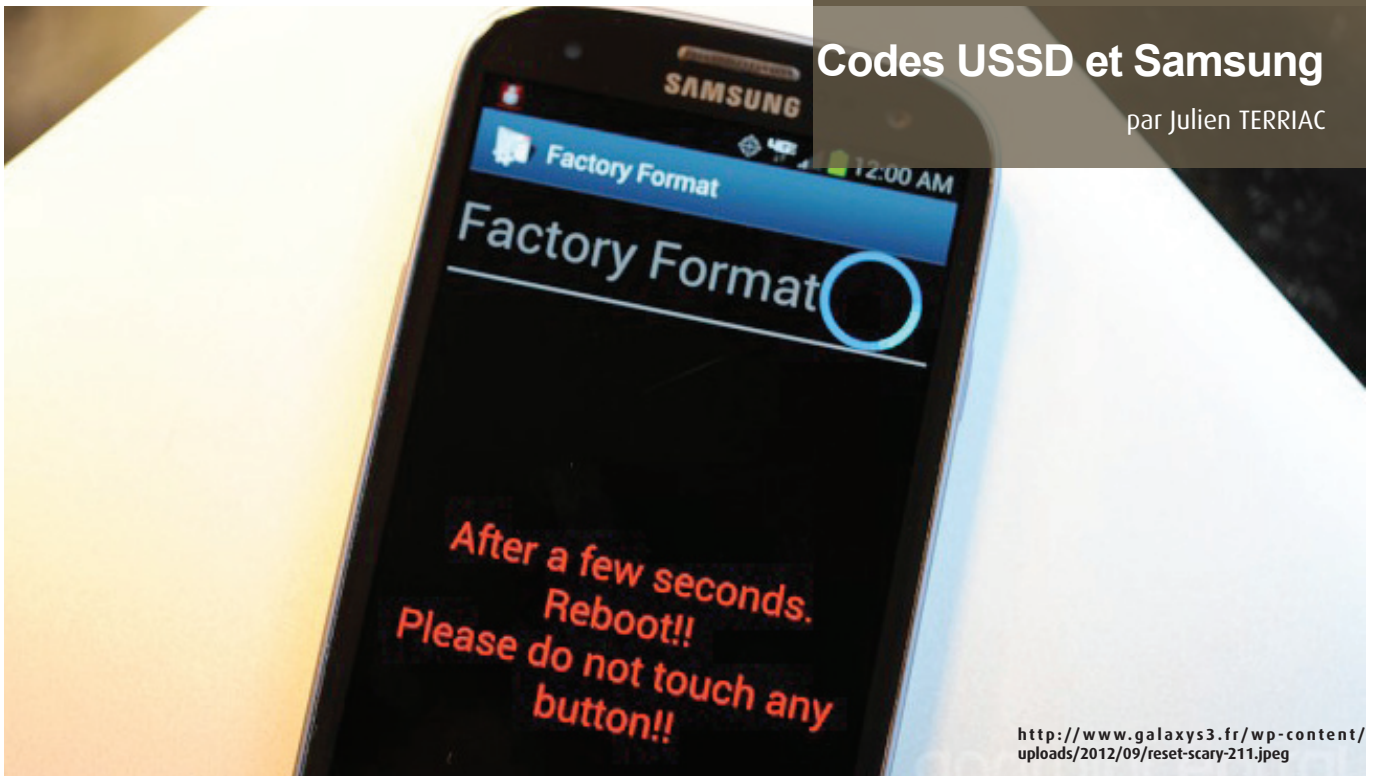 Codes USSD et Samsung
par Julien TERRIAC
SAMSUNG
4G
12:00 AM
Factory Format
Factory Format
After a few seconds.
Reboot!!
Please do not touch any
button!!
http://www.galaxys3.fr/wp-content/
uploads/2012/09/reset-scary-211.jpeg